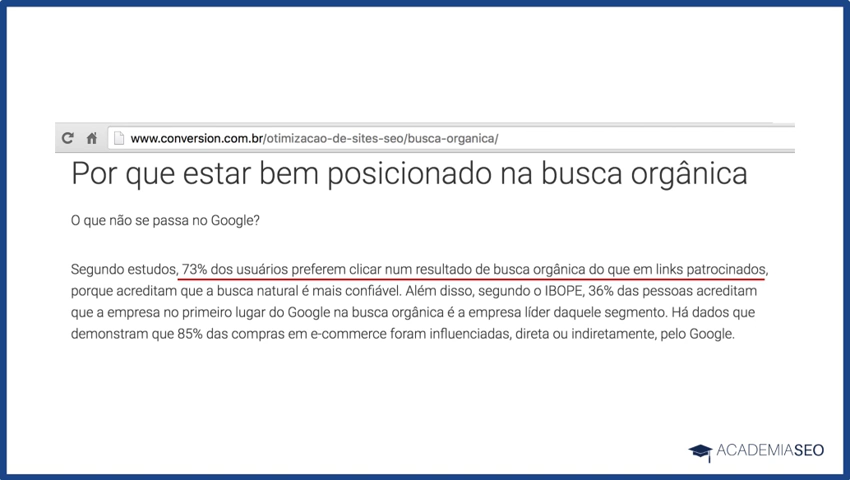 www.conversion.com.br/otimizacao-de-sites-seo/busca-organica/
Por que estar bem posicionado na busca orgânica
O que não se passa no Google?
Segundo estudos, 73% dos usuários preferem clicar num resultado de busca orgânica do que em links patrocinados,
porque acreditam que a busca natural é mais confiável. Além disso, segundo o IBOPE, 36% das pessoas acreditam
que a empresa no primeiro lugar do Google na busca orgânica é a empresa líder daquele segmento. Há dados que
demonstram que 85% das compras em e-commerce foram influenciadas, direta ou indiretamente, pelo Google.
ACADEMIASEO